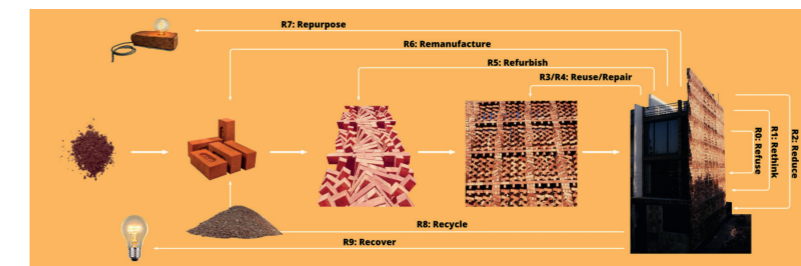 R7: Repurpose
R6: Remanufacture
R5: Refurbish
R3/R4: Reuse/Repair
R2: Reduce
R1: Rethink
R0: Refuse
R8: Recycle
R9: Recover